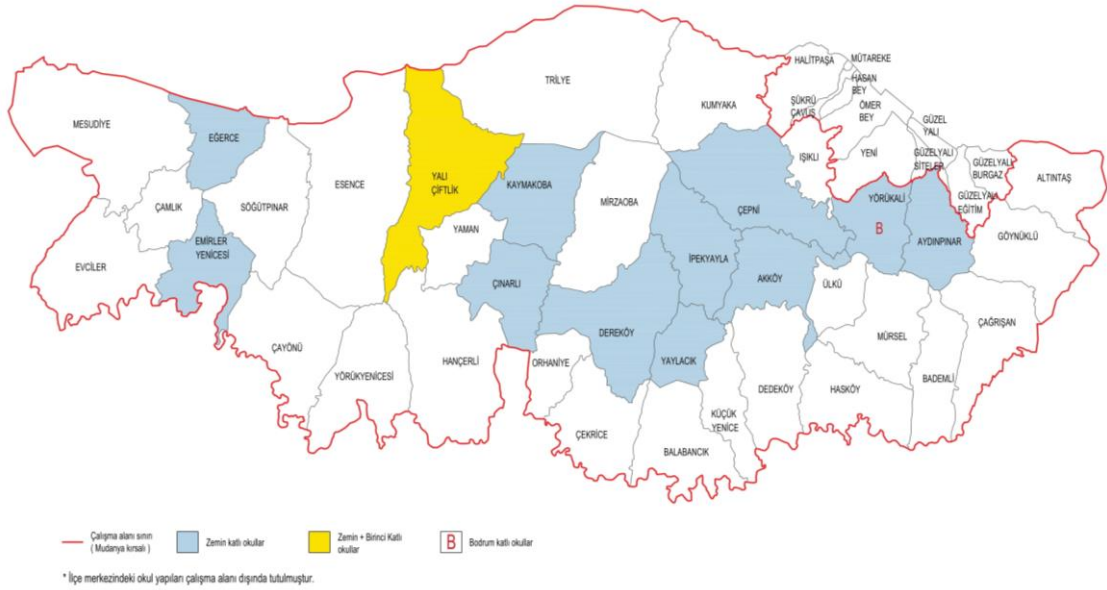 TRİLYE
HALİTPAŞA
MÜTAREKE
HASAN
BEY
ŞÜKRÜ
ÇAVUŞ
ÖMER
BEY
KUMYAKA
MESUDİYE
EĞERCE
GÜZEL
YALI
IŞIKLI
YENİ
GÜZELYALI
SİTELER
GÜZELYALI
BURGAZ
ALTINTAŞ
YALI
ÇİFTLİK
ESENCE
KAYMAKOBA
MİRZAOBA
ÇEPNİ
YÖRÜKALİ
B
GÜZELYALI
EĞİTİM
ÇAMLIK
SÖĞÜTPINAR
YAMAN
AYDINPINAR
GÖYNÜKLÜ
EMİRLER
YENİCESİ
EVCİLER
İPEKYAYLA
ÇINARLI
AKKÖY
ÜLKÜ
ÇAĞRIŞAN
DEREKÖY
MÜRSEL
ÇAYÖNÜ
HANÇERLİ
ORHANİYE
YAYLACIK
YÖRÜKYENİCESİ
DEDEKÖY
HASKÖY
BADEMLİ
KÜÇÜK
YENİCE
ÇEKRİCE
BALABANCIK
Çalışma alanı sınırı
( Mudanya kırsalı )
Zemin katlı okullar
Zemin + Birinci Katlı
okullar
B
Bodrum katlı okullar
* İlçe merkezindeki okul yapıları çalışma alanı dışında tutulmuştur.